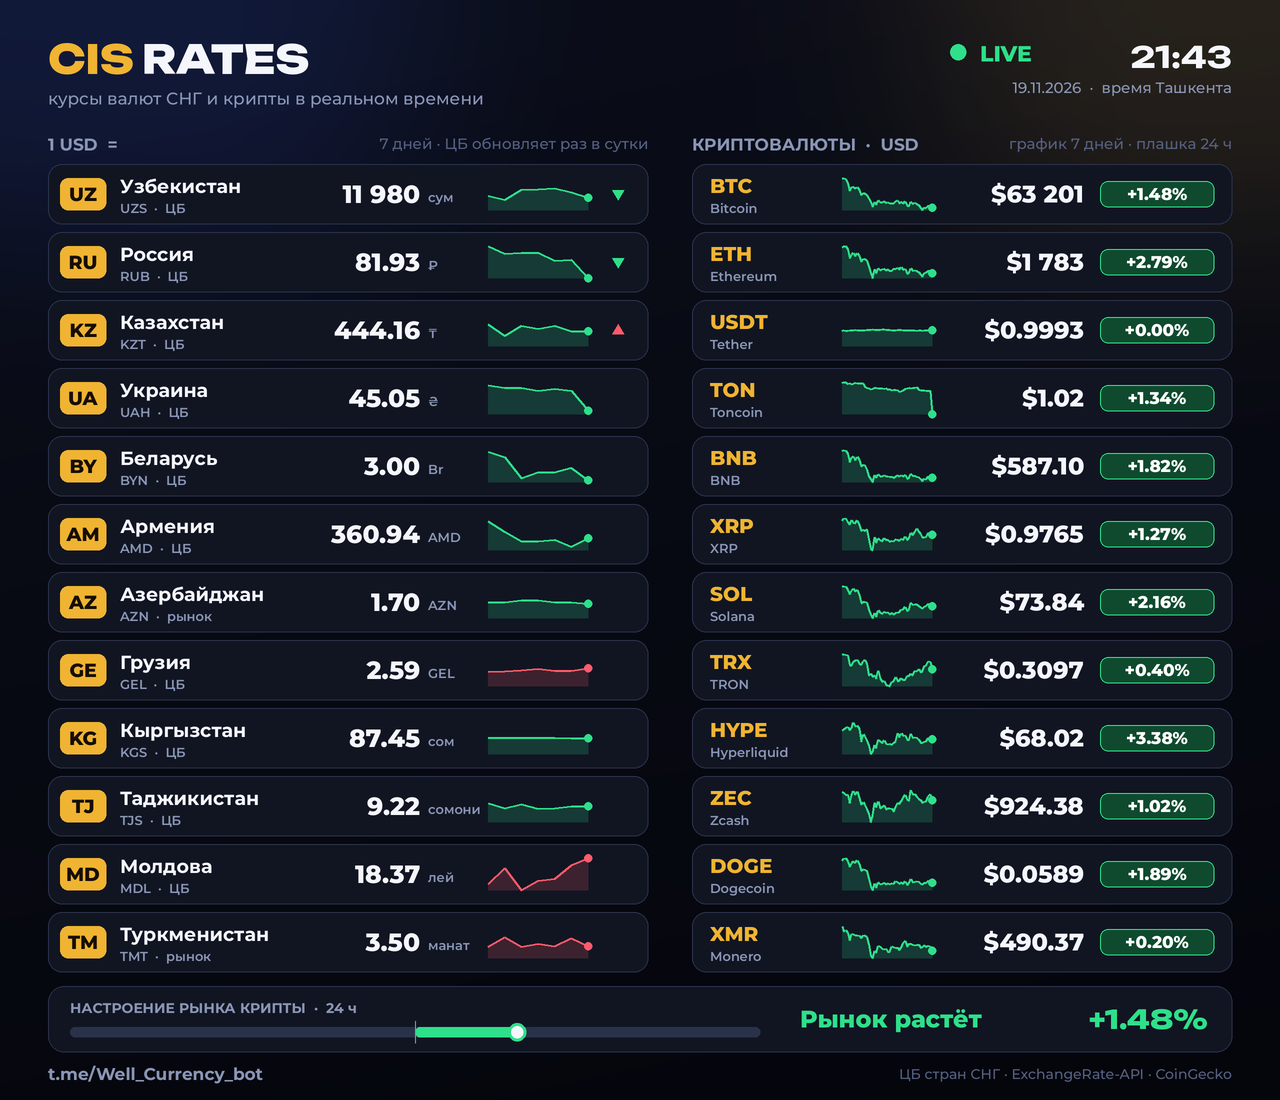 CIS RATES
курсы валют СНГ и крипты в реальном времени
LIVE
21:43
19.11.2026 · время Ташкента
1 USD =
7 дней · ЦБ обновляет раз в сутки
UZ Узбекистан 11 980 сум
UZS · ЦБ
RU Россия 81.93 ₽
RUB · ЦБ
KZ Казахстан 444.16 ₸
KZT · ЦБ
UA Украина 45.05 ₴
UAH · ЦБ
BY Беларусь 3.00 Br
BYN · ЦБ
AM Армения 360.94 AMD
AMD · ЦБ
AZ Азербайджан 1.70 AZN
AZN · рынок
GE Грузия 2.59 GEL
GEL · ЦБ
KG Кыргызстан 87.45 сом
KGS · ЦБ
TJ Таджикистан 9.22 сомони
TJS · ЦБ
MD Молдова 18.37 лей
MDL · ЦБ
TM Туркменистан 3.50 манат
TMT · рынок
КРИПТОВАЛЮТЫ · USD
график 7 дней · плашка 24 ч
BTC $63 201 +1.48%
Bitcoin
ETH $1 783 +2.79%
Ethereum
USDT $0.9993 +0.00%
Tether
TON $1.02 +1.34%
Toncoin
BNB $587.10 +1.82%
BNB
XRP $0.9765 +1.27%
XRP
SOL $73.84 +2.16%
Solana
TRX $0.3097 +0.40%
TRON
HYPE $68.02 +3.38%
Hyperliquid
ZEC $924.38 +1.02%
Zcash
DOGE $0.0589 +1.89%
Dogecoin
XMR $490.37 +0.20%
Monero
НАСТРОЕНИЕ РЫНКА КРИПТЫ · 24 ч
Рынок растёт
+1.48%
t.me/Well_Currency_bot
ЦБ стран СНГ · ExchangeRate-API · CoinGecko